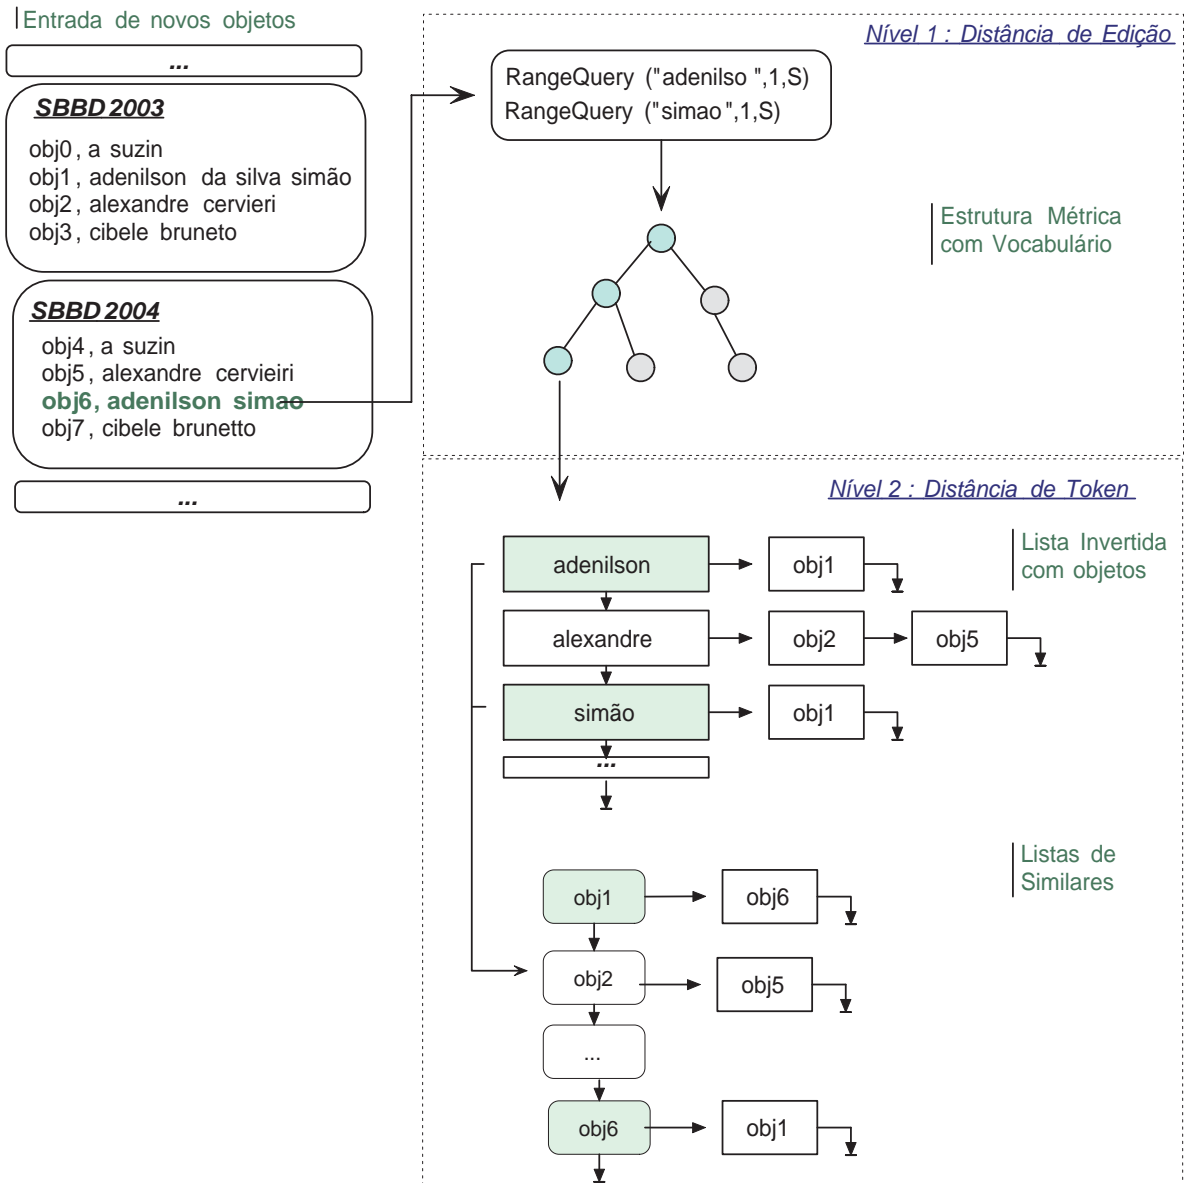 Entrada de novos objetos
...
SBBD 2003
obj0, a suzin
obj1, adenilson da silva simão
obj2, alexandre cervieri
obj3, cibele bruneto
SBBD 2004
obj4, a suzin
obj5, alexandre cervieiri
obj6, adenilson simao
obj7, cibele brunetto
...
Nível 1 : Distância de Edição
RangeQuery ("adenilso ",1,S)
RangeQuery ("simao ",1,S)
Estrutura Métrica
com Vocabulário
Nível 2 : Distância de Token
Lista Invertida
com objetos
adenilson
obj1
alexandre
obj2
obj5
simão
obj1
...
Listas de
Similares
obj1
obj6
obj2
obj5
...
obj6
obj1